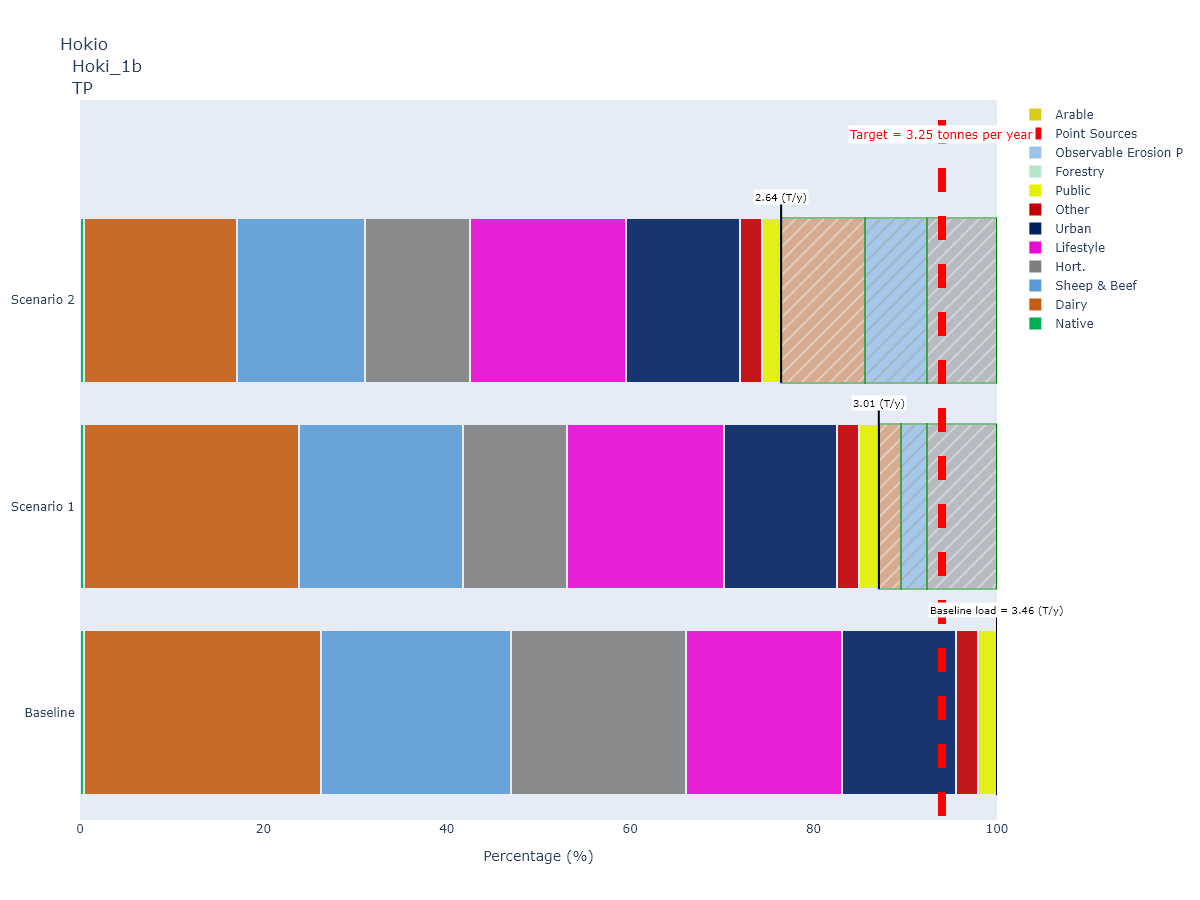 Hokio
Hoki_1b
TP
Target = 3.25 tonnes per year
2.64 (T/y)
Scenario 2
3.01 (T/y)
Scenario 1
Baseline load = 3.46 (T/y)
Baseline
0 20 40 60 80 100
Percentage (%)
Arable
Point Sources
Observable Erosion P
Forestry
Public
Other
Urban
Lifestyle
Hort.
Sheep & Beef
Dairy
Native